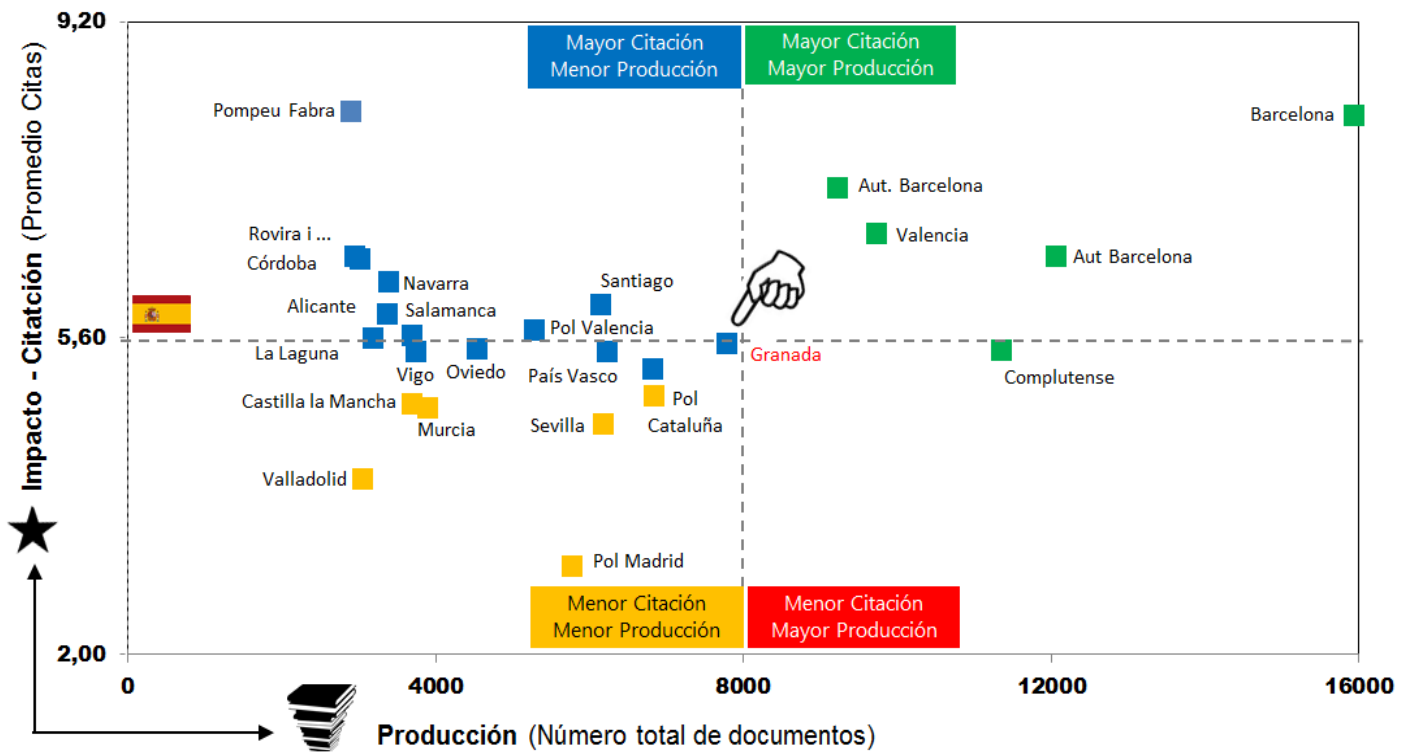 9,20
Mayor Citación
Menor Producción
Mayor Citación
Mayor Producción
Pompeu Fabra
Barcelona
Aut. Barcelona
Valencia
Rovira i ...
Córdoba
Aut Barcelona
Navarra
Santiago
Alicante
Salamanca
Pol Valencia
5,60
La Laguna
Vigo
Oviedo
País Vasco
Granada
Complutense
Castilla la Mancha
Murcia
Sevilla
Pol
Cataluña
Valladolid
Pol Madrid
Menor Citación
Menor Producción
Menor Citación
Mayor Producción
2,00
0
4000
8000
12000
16000
Impacto - Citatción (Promedio Citas)
Producción (Número total de documentos)